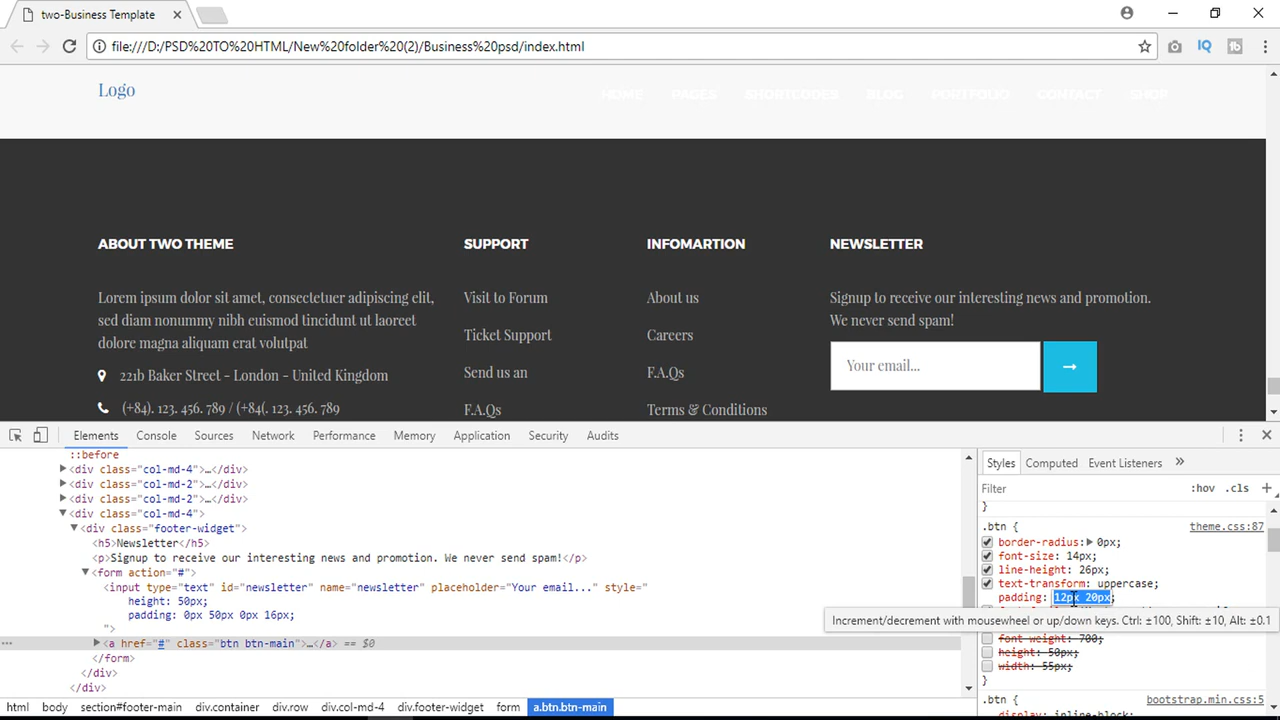 two-Business Template
file:///D:/PSD%20TO%20HTML/New%20folder%20(2)/Business%20psd/index.html
Logo
HOME PAGES SHORTCODES BLOG PORTFOLIO CONTACT SHOP
ABOUT TWO THEME SUPPORT INFOMARTION NEWSLETTER
Lorem ipsum dolor sit amet, consectetuer adipiscing elit, Visit to Forum About us Signup to receive our interesting news and promotion.
sed diam nonummy nibh euismod tincidunt ut laoreet Ticket Support Careers We never send spam!
dolore magna aliquam erat volutpat
221b Baker Street - London - United Kingdom Send us an F.A.Qs Your email...
(+84). 123. 456. 789 / (+84(. 123. 456. 789 F.A.Qs Terms & Conditions
Elements Console Sources Network Performance Memory Application Security Audits
::before
<div class="col-md-4">…</div>
<div class="col-md-2">…</div>
<div class="col-md-2">…</div>
<div class="col-md-4">
<div class="footer-widget">
<h5>Newsletter</h5>
<p>Signup to receive our interesting news and promotion. We never send spam!</p>
<form action="#">
<input type="text" id="newsletter" name="newsletter" placeholder="Your email..." style="
height: 50px;
padding: 0px 50px 0px 16px;
">
… <a href="#" class="btn btn-main">…</a> == $0
</form>
</div>
</div>
html body section#footer-main div.container div.row div.col-md-4 div.footer-widget form a.btn.btn-main
Styles Computed Event Listeners »
Filter :hov .cls +
}
.btn { theme.css:87
border-radius: 0px;
font-size: 14px;
line-height: 26px;
text-transform: uppercase;
padding: 12px 20px;
Increment/decrement with mousewheel or up/down keys. Ctrl: ±100, Shift: ±10, Alt: ±0.1
font-weight: 700;
height: 50px;
width: 55px;
}
.btn { bootstrap.min.css:5
display: inline-block;